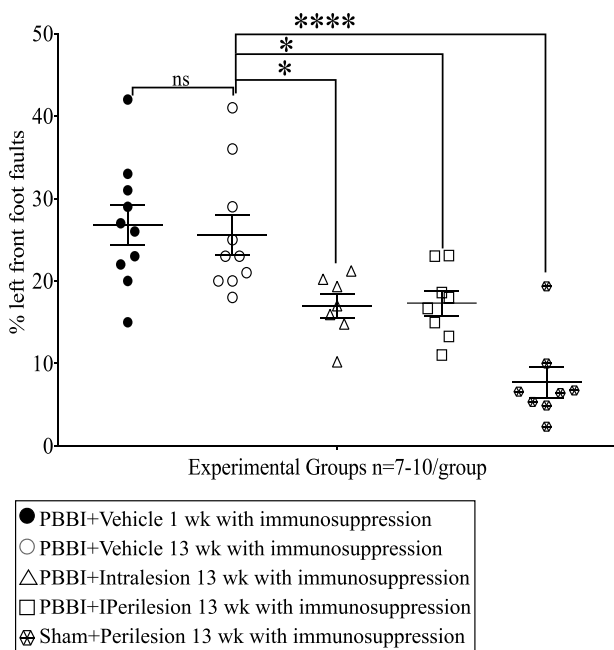 ****
50
*
ns
*
40
30
20
10
0
% left front foot faults
Experimental Groups n=7-10/group
PBBI+Vehicle 1 wk with immunosuppression
PBBI+Vehicle 13 wk with immunosuppression
PBBI+Intralesion 13 wk with immunosuppression
PBBI+IPerilesion 13 wk with immunosuppression
Sham+Perilesion 13 wk with immunosuppression